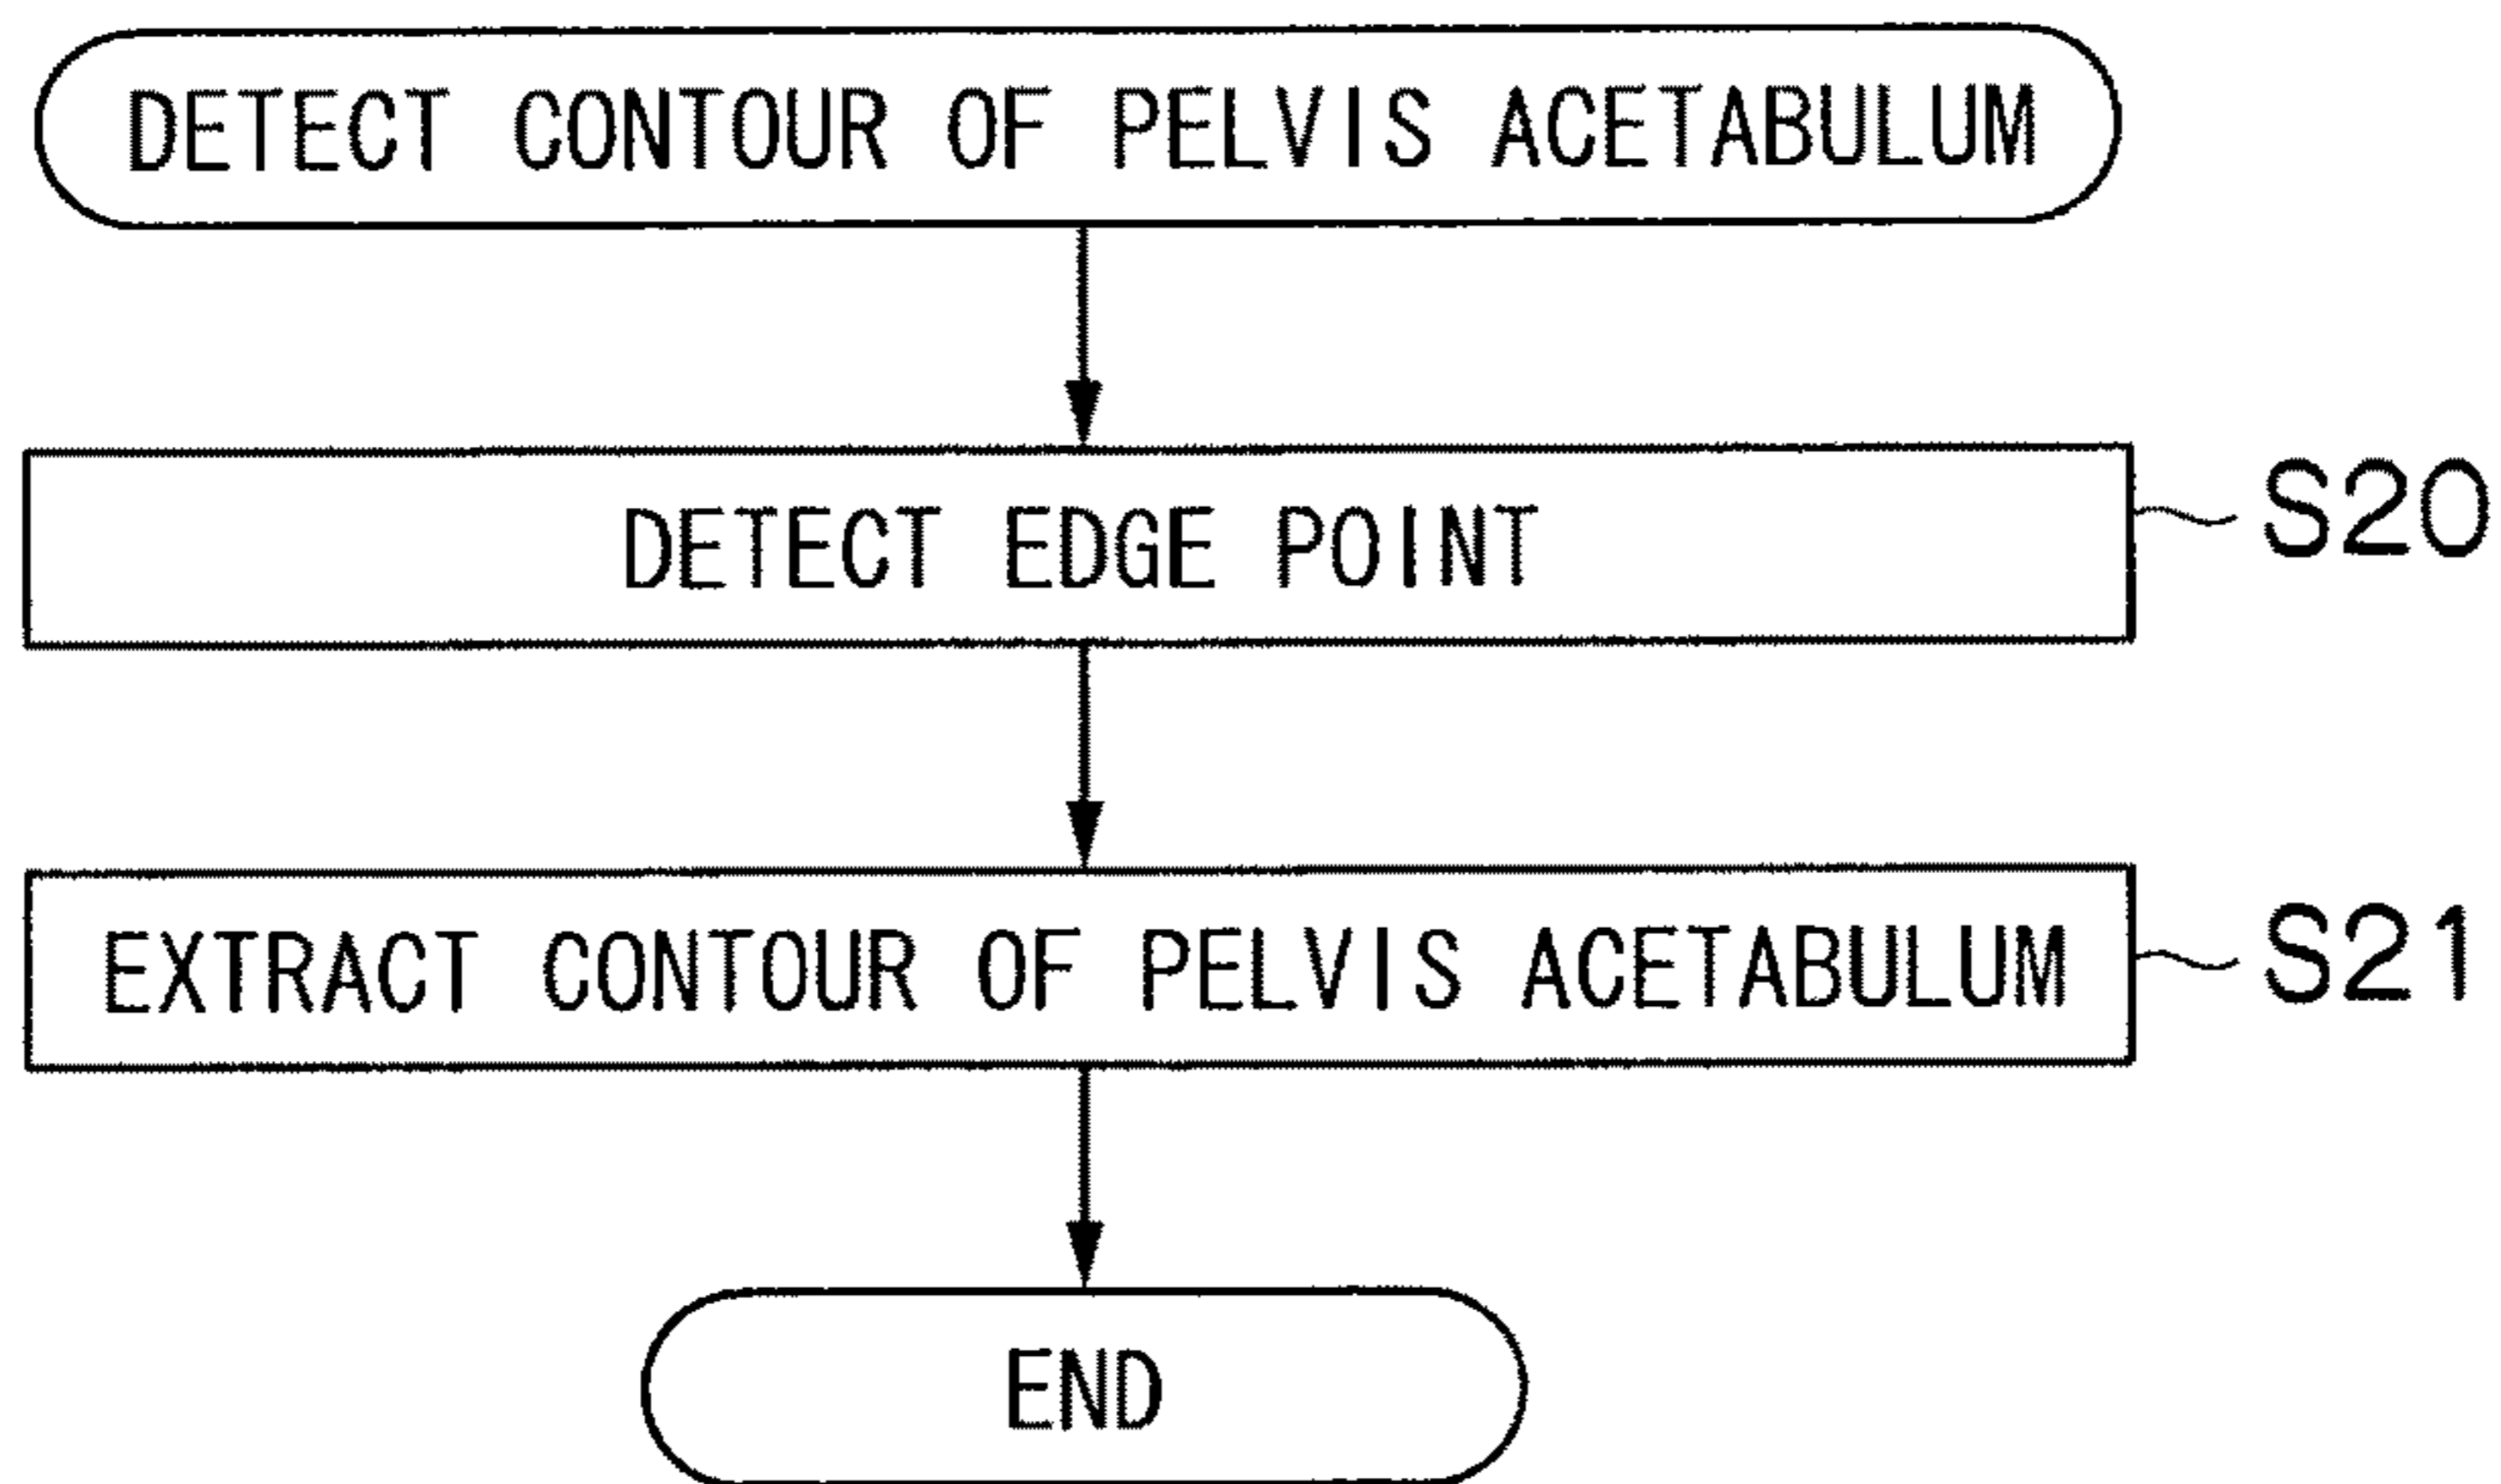 DETECT CONTOUR OF PELVIS ACETABULUM
DETECT EDGE POINT
S20
EXTRACT CONTOUR OF PELVIS ACETABULUM
S21
END